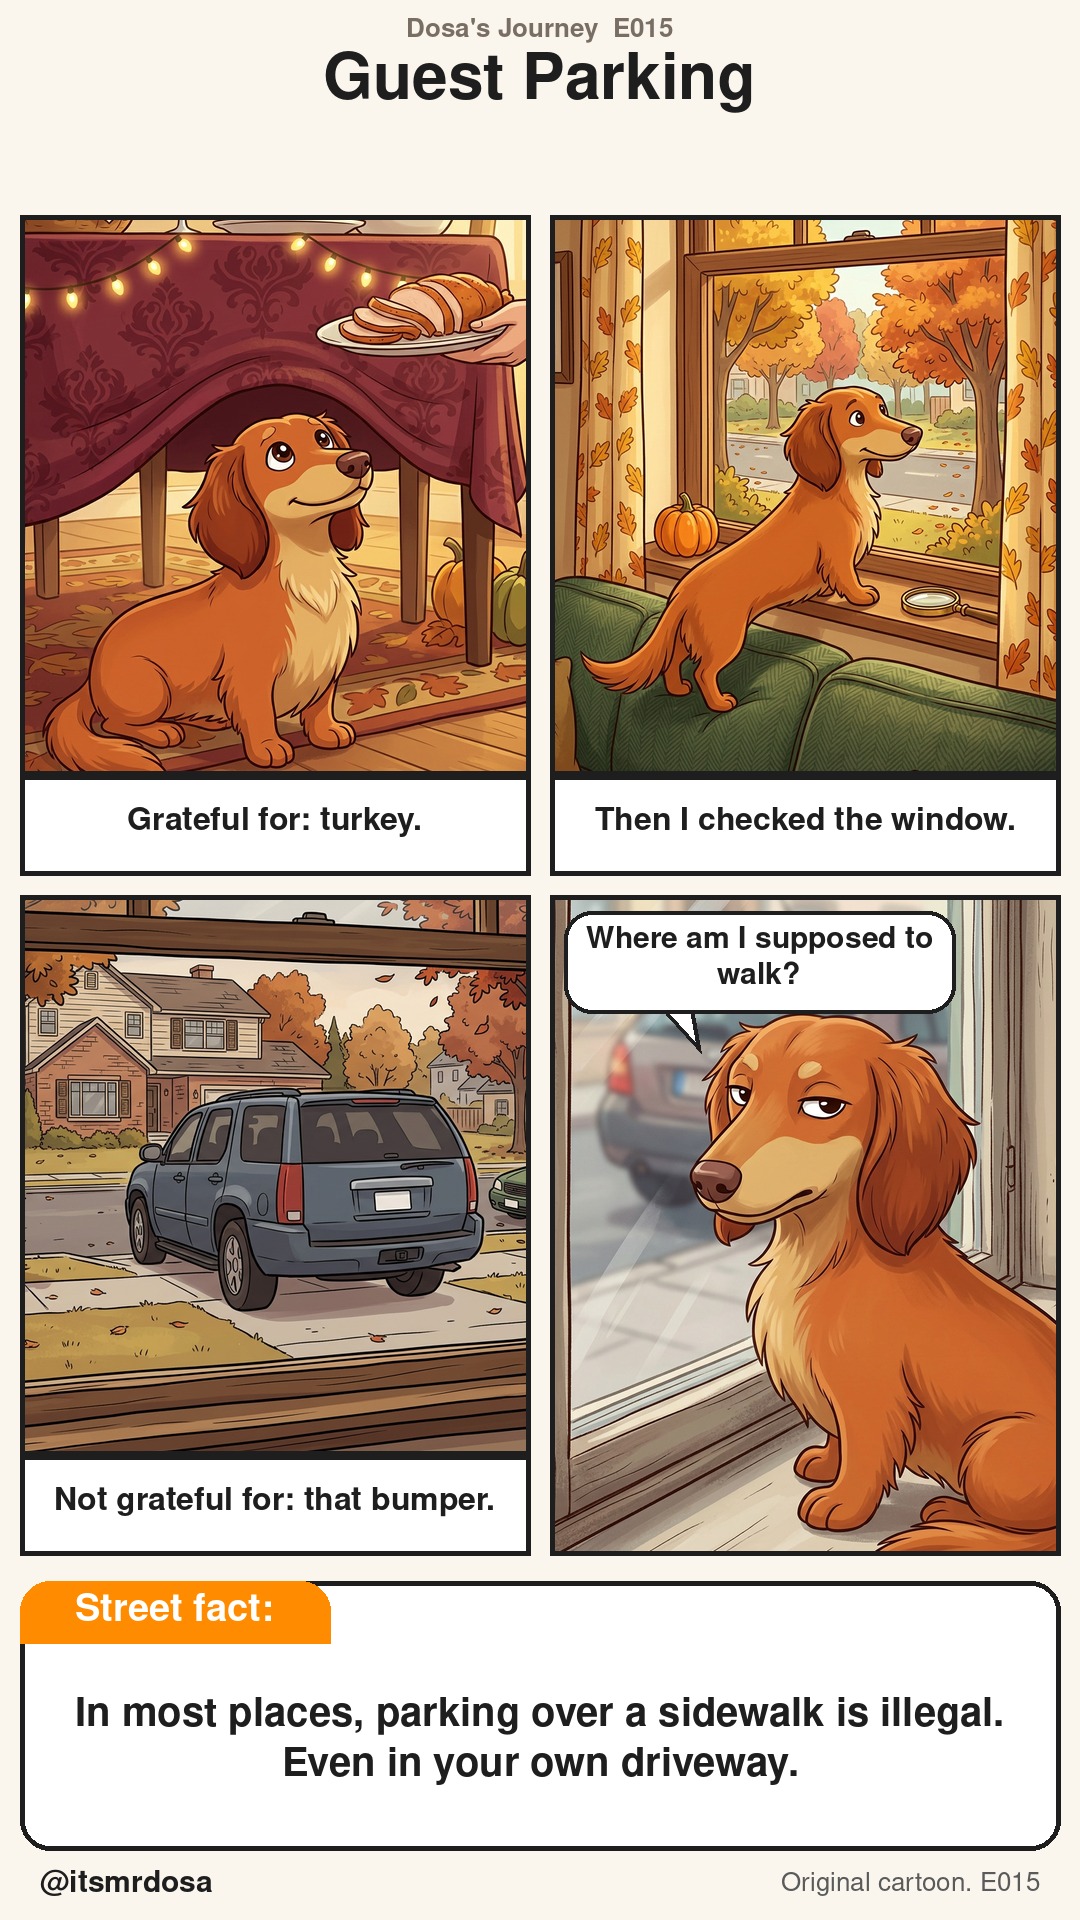 Dosa's Journey E015
Guest Parking
Grateful for: turkey.
Then I checked the window.
Not grateful for: that bumper.
Where am I supposed to
walk?
Street fact:
In most places, parking over a sidewalk is illegal.
Even in your own driveway.
@itsmrdosa
Original cartoon. E015